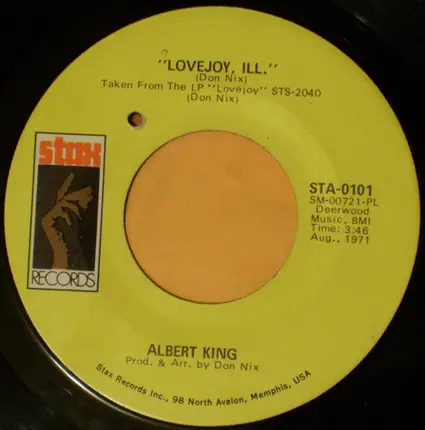 "LOVEJOY, ILL."
(Don Nix)
Taken From The LP "Lovejoy" STS-2040
(Don Nix)
stax
RECORDS
STA-0101
SM-00721-PL
Deerwood
Music, BMI
Time: 3:46
Aug., 1971
ALBERT KING
Prod. & Arr. by Don Nix
Stax Records Inc., 98 North Avalon, Memphis, USA